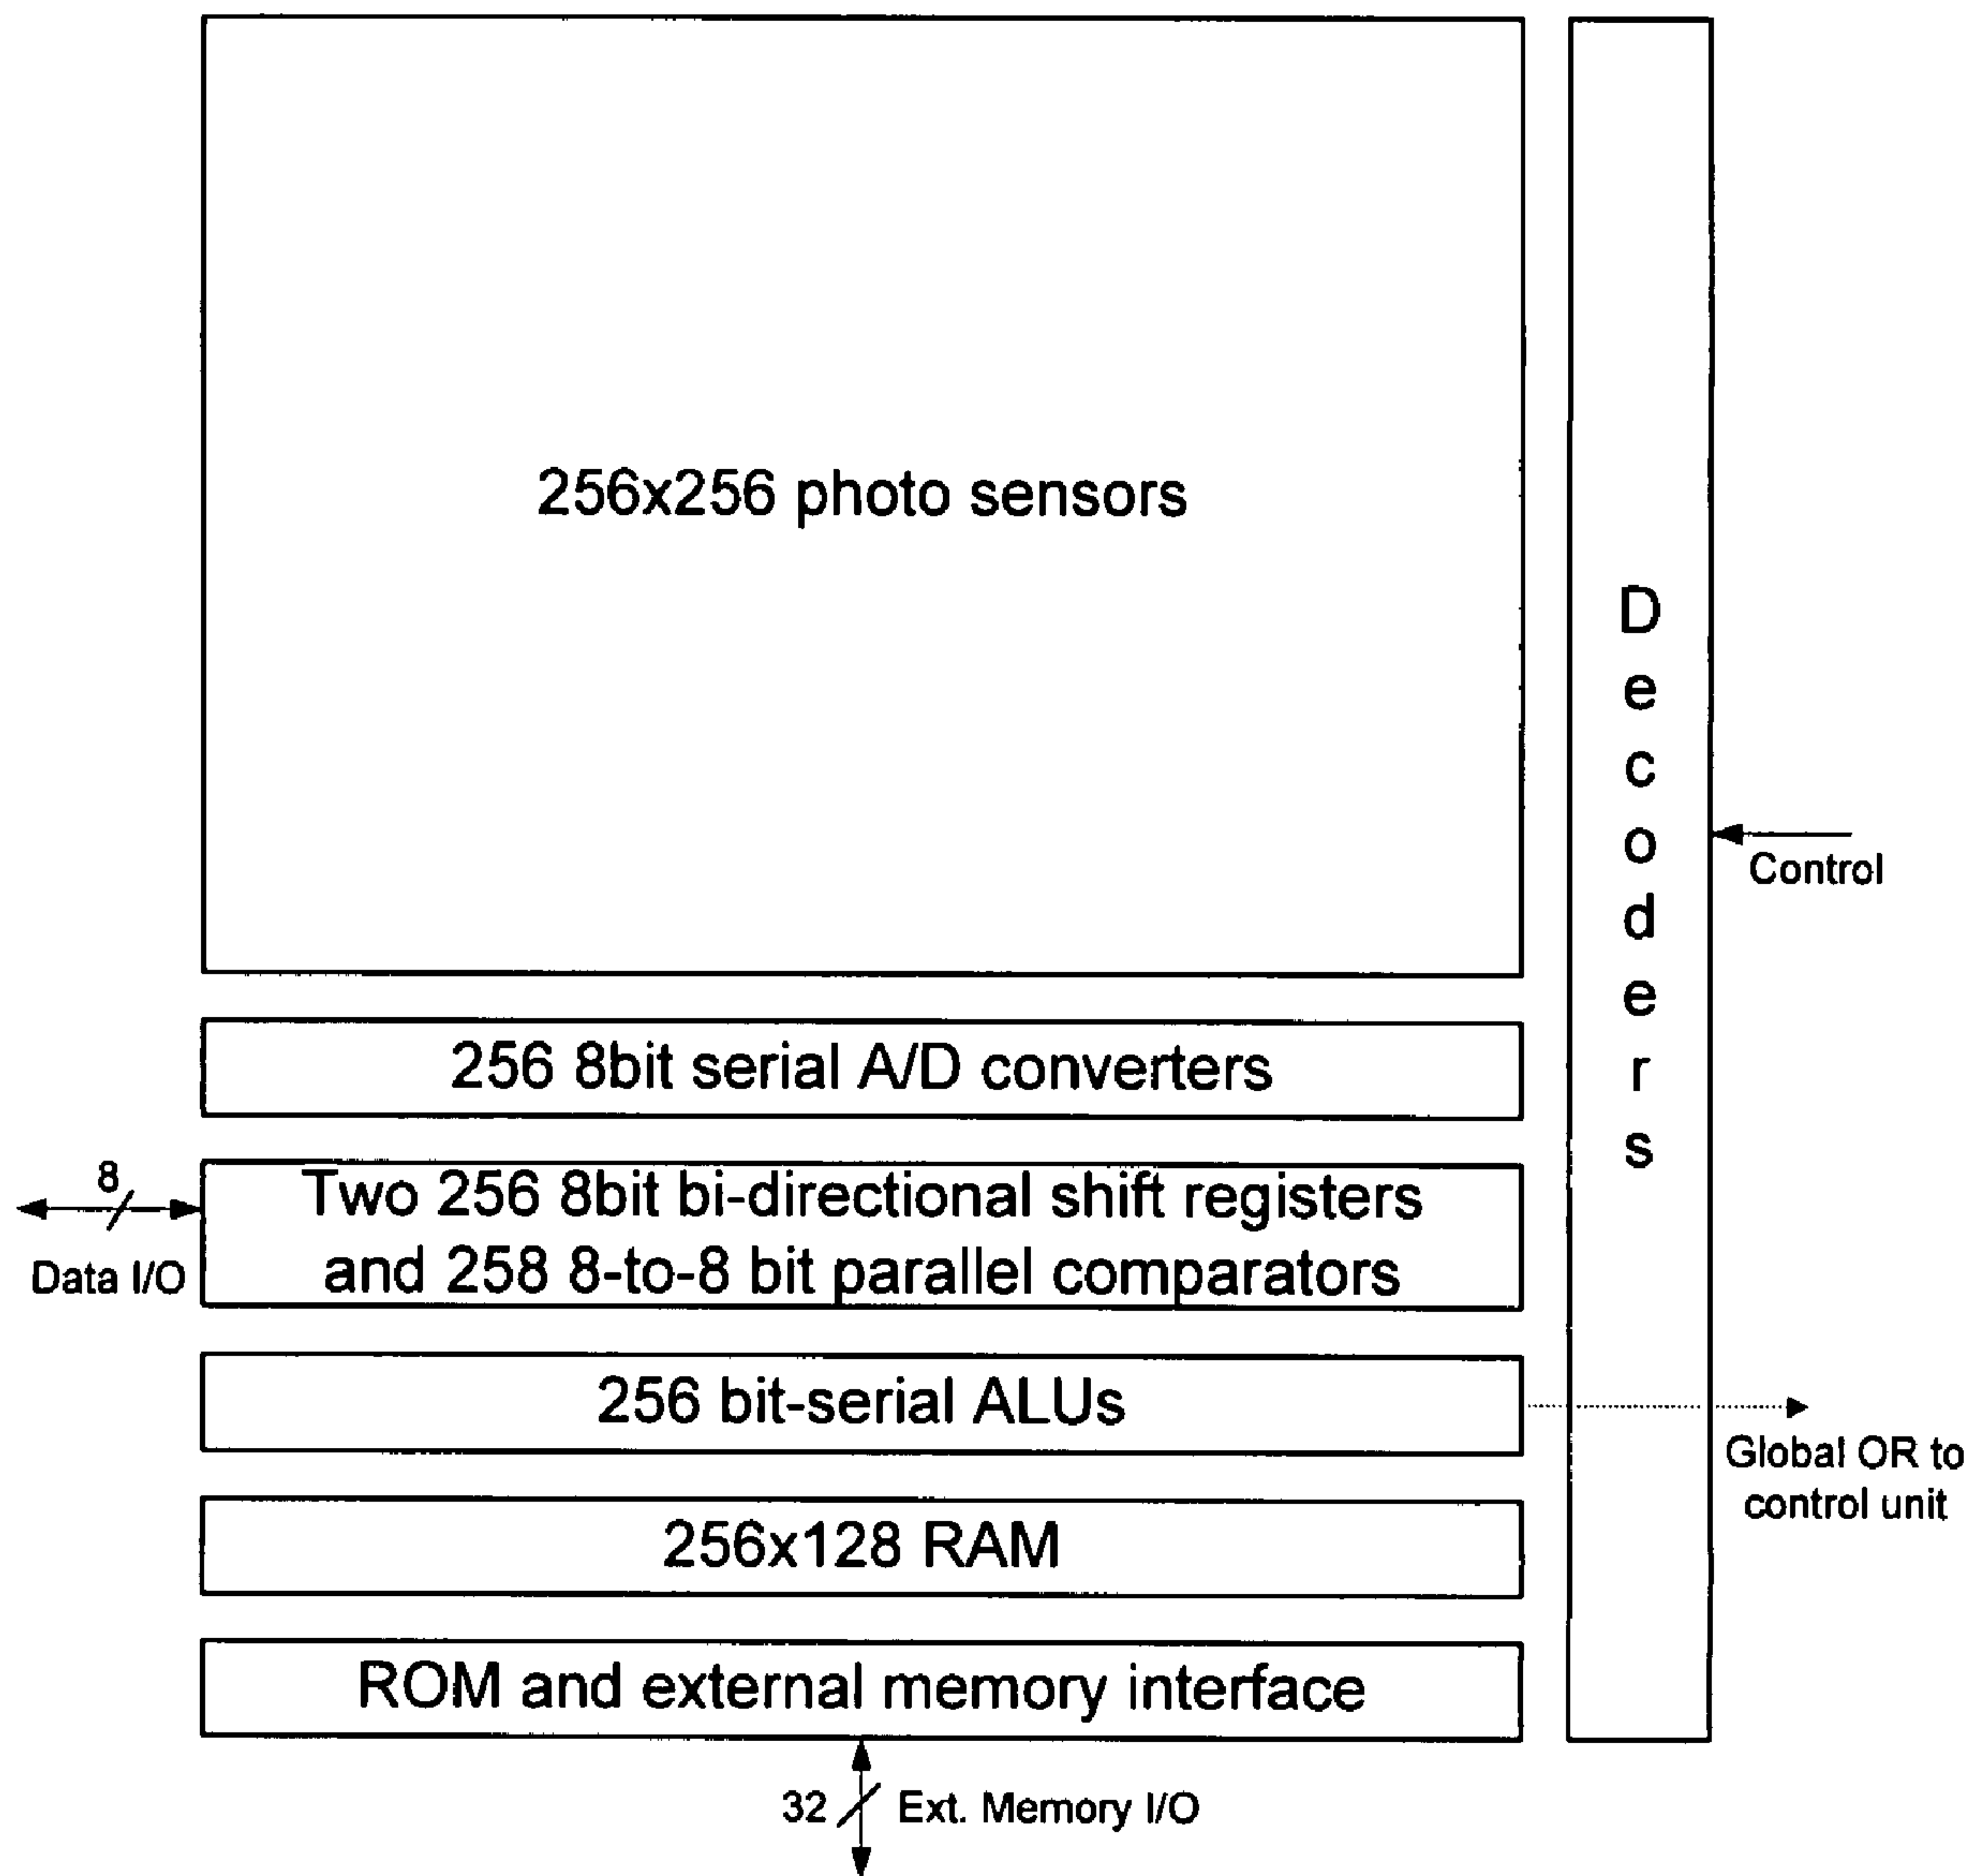 256x256 photo sensors
Decoders
Control
256 8bit serial A/D converters
8
Data I/O
Two 256 8bit bi-directional shift registers
and 258 8-to-8 bit parallel comparators
256 bit-serial ALUs
Global OR to
control unit
256x128 RAM
ROM and external memory interface
32
Ext. Memory I/O